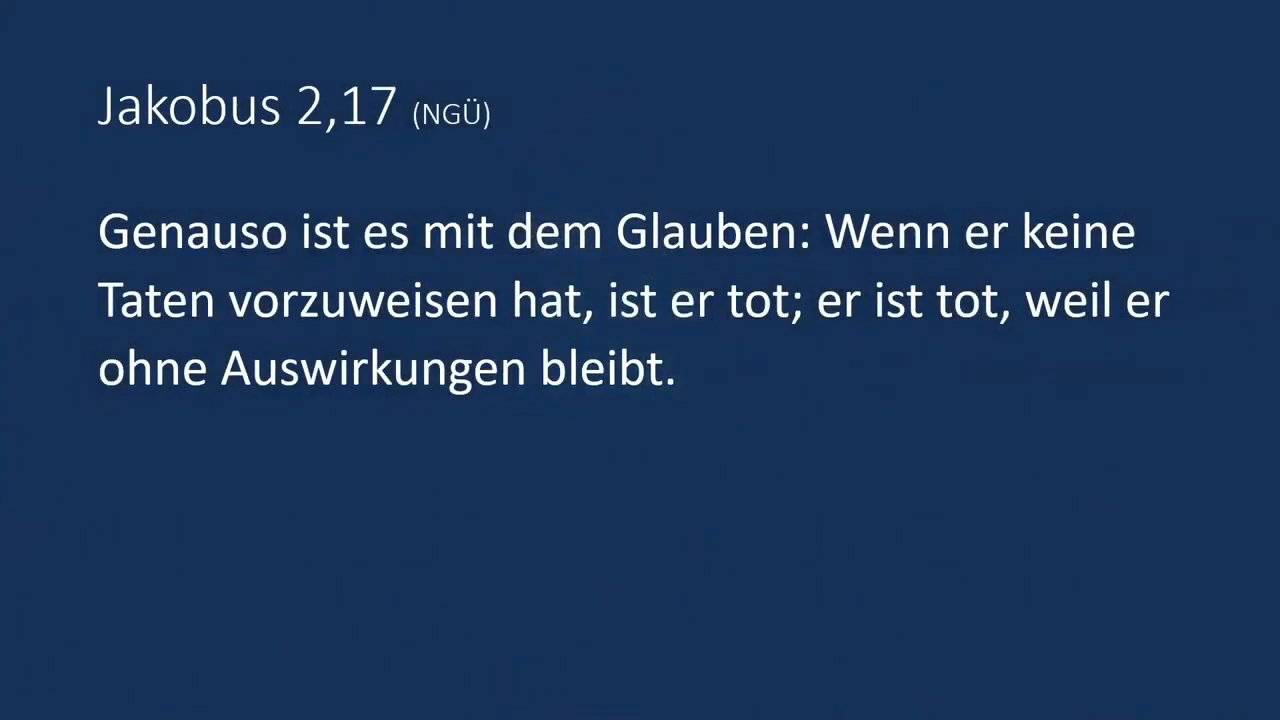 Jakobus 2,17 (NGÜ)
Genauso ist es mit dem Glauben: Wenn er keine
Taten vorzuweisen hat, ist er tot; er ist tot, weil er
ohne Auswirkungen bleibt.